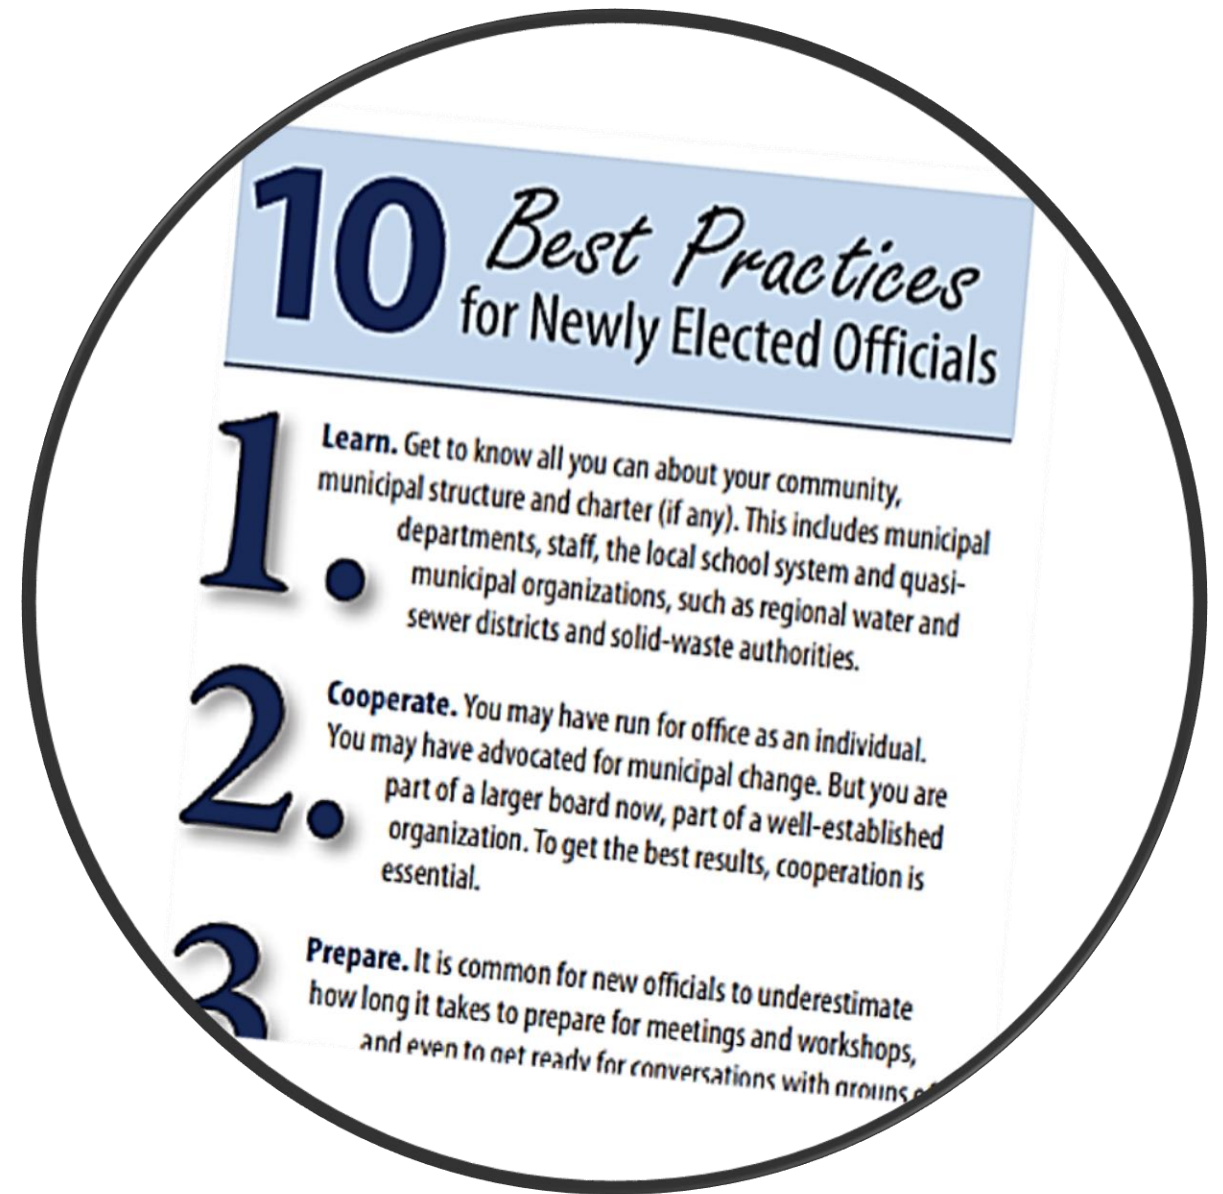 10 Best Practices
for Newly Elected Officials
1. Learn. Get to know all you can about your community,
municipal structure and charter (if any). This includes municipal
departments, staff, the local school system and quasi-
municipal organizations, such as regional water and
sewer districts and solid-waste authorities.
2. Cooperate. You may have run for office as an individual.
You may have advocated for municipal change. But you are
part of a larger board now, part of a well-established
organization. To get the best results, cooperation is
essential.
3 Prepare. It is common for new officials to underestimate
how long it takes to prepare for meetings and workshops,
and even to get ready for conversations with groups